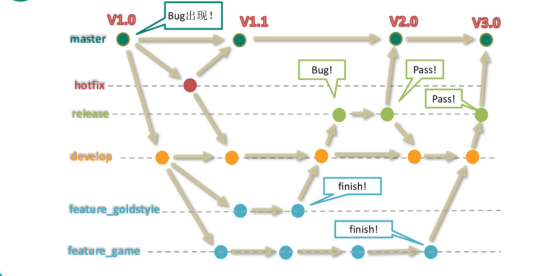 V1.0
Bug出现！
V1.1
V2.0
V3.0
master
Bug!
Pass!
hotfix
Pass!
release
develop
finish!
feature_goldstyle
finish!
feature_game